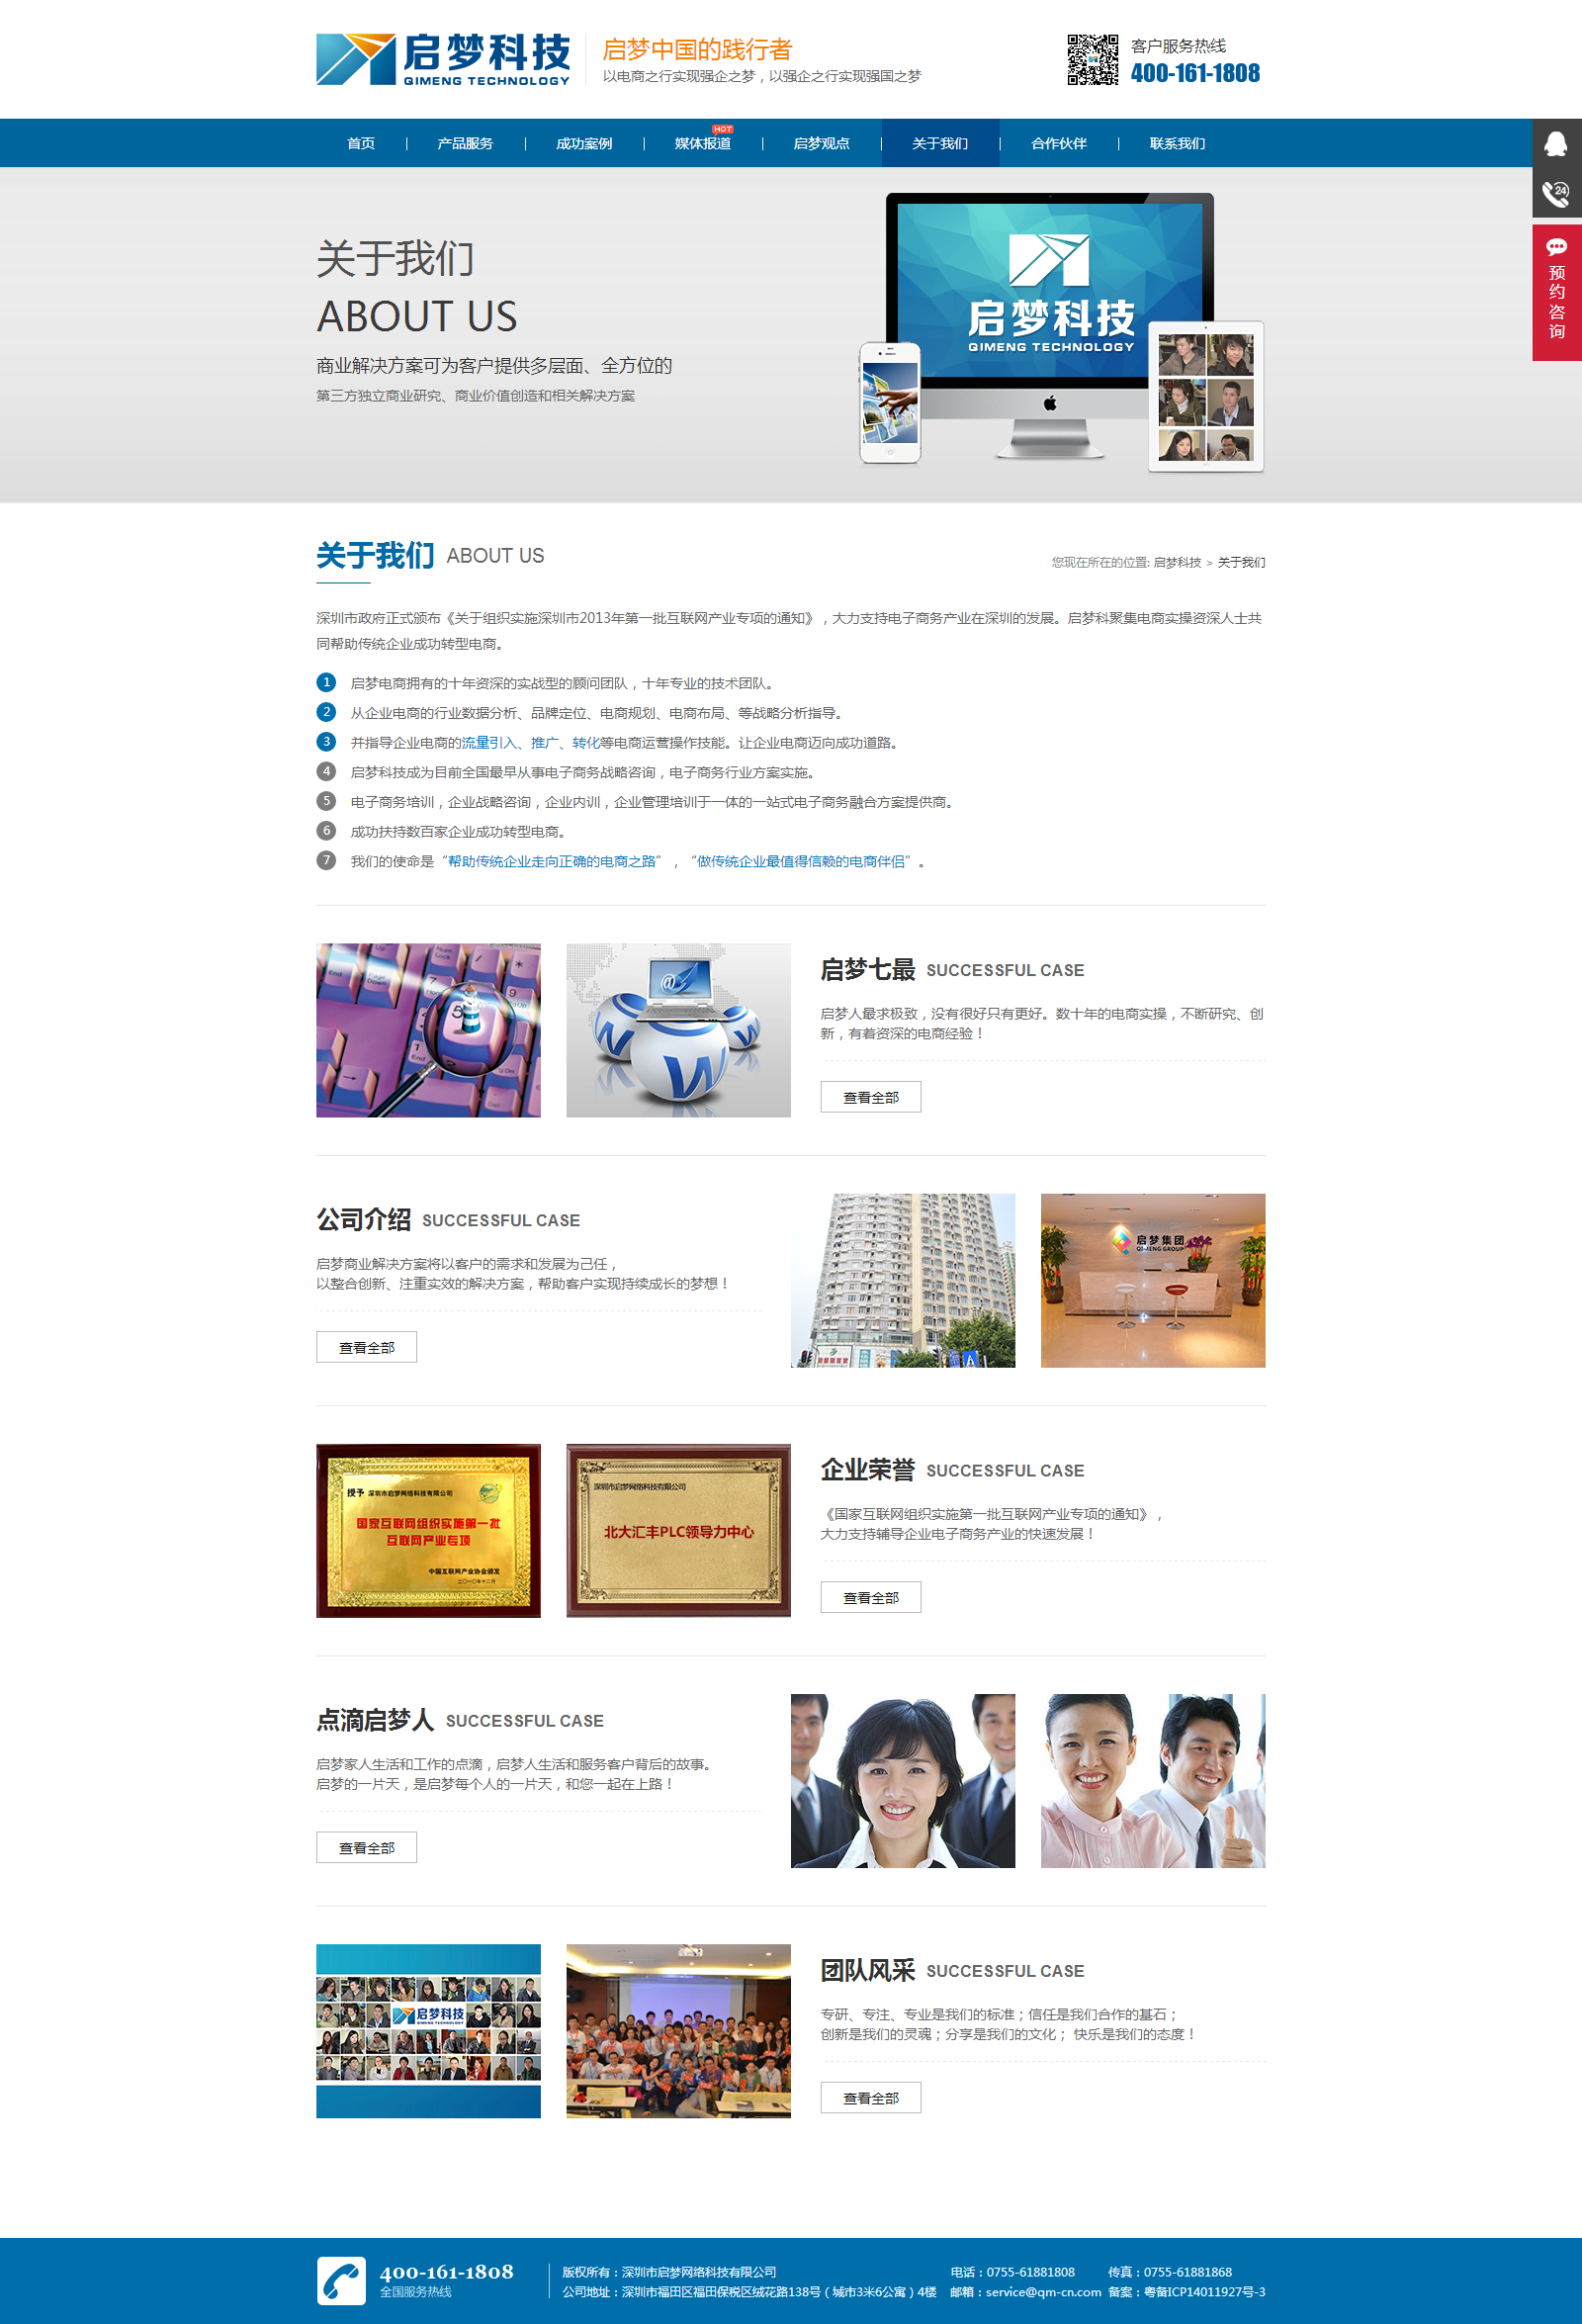 启梦科技
QIMENG TECHNOLOGY
启梦中国的践行者
以电商之行实现强企之梦，以强企之行实现强国之梦
客户服务热线
400-161-1808
首页
产品服务
成功案例
媒体报道
HOT
启梦观点
关于我们
合作伙伴
联系我们
24
预约咨询
关于我们
ABOUT US
商业解决方案可为客户提供多层面、全方位的
第三方独立商业研究、商业价值创造和相关解决方案
启梦科技
QIMENG TECHNOLOGY
关于我们 ABOUT US
您现在所在的位置: 启梦科技 > 关于我们
深圳市政府正式颁布《关于组织实施深圳市2013年第一批互联网产业专项的通知》，大力支持电子商务产业在深圳的发展。启梦科聚集电商实操资深人士共
同帮助传统企业成功转型电商。
1 启梦电商拥有的十年资深的实战型的顾问团队，十年专业的技术团队。
2 从企业电商的行业数据分析、品牌定位、电商规划、电商布局、等战略分析指导。
3 并指导企业电商的流量引入、推广、转化等电商运营操作技能。让企业电商迈向成功道路。
4 启梦科技成为目前全国最早从事电子商务战略咨询，电子商务行业方案实施。
5 电子商务培训，企业战略咨询，企业内训，企业管理培训于一体的一站式电子商务融合方案提供商。
6 成功扶持数百家企业成功转型电商。
7 我们的使命是“帮助传统企业走向正确的电商之路”，“做传统企业最值得信赖的电商伴侣”。
启梦七最 SUCCESSFUL CASE
启梦人最求极致，没有很好只有更好。数十年的电商实操，不断研究、创
新，有着资深的电商经验！
查看全部
公司介绍 SUCCESSFUL CASE
启梦商业解决方案将以客户的需求和发展为己任，
以整合创新、注重实效的解决方案，帮助客户实现持续成长的梦想！
查看全部
启梦集团
QIMENG GROUP
授予 深圳市启梦网络科技有限公司
国家互联网组织实施第一批
互联网产业专项
中国互联网产业协会颁发
二〇一〇年十二月
深圳市启梦网络科技有限公司
北大汇丰PLC领导力中心
企业荣誉 SUCCESSFUL CASE
《国家互联网组织实施第一批互联网产业专项的通知》，
大力支持辅导企业电子商务产业的快速发展！
查看全部
点滴启梦人 SUCCESSFUL CASE
启梦家人生活和工作的点滴，启梦人生活和服务客户背后的故事。
启梦的一片天，是启梦每个人的一片天，和您一起在上路！
查看全部
启梦科技
QIMENG TECHNOLOGY
团队风采 SUCCESSFUL CASE
专研、专注、专业是我们的标准；信任是我们合作的基石；
创新是我们的灵魂；分享是我们的文化； 快乐是我们的态度！
查看全部
400-161-1808
全国服务热线
版权所有：深圳市启梦网络科技有限公司 电话：0755-61881808 传真：0755-61881868
公司地址：深圳市福田区福田保税区绒花路138号（城市3米6公寓）4楼 邮箱：service@qm-cn.com 备案：粤备ICP14011927号-3